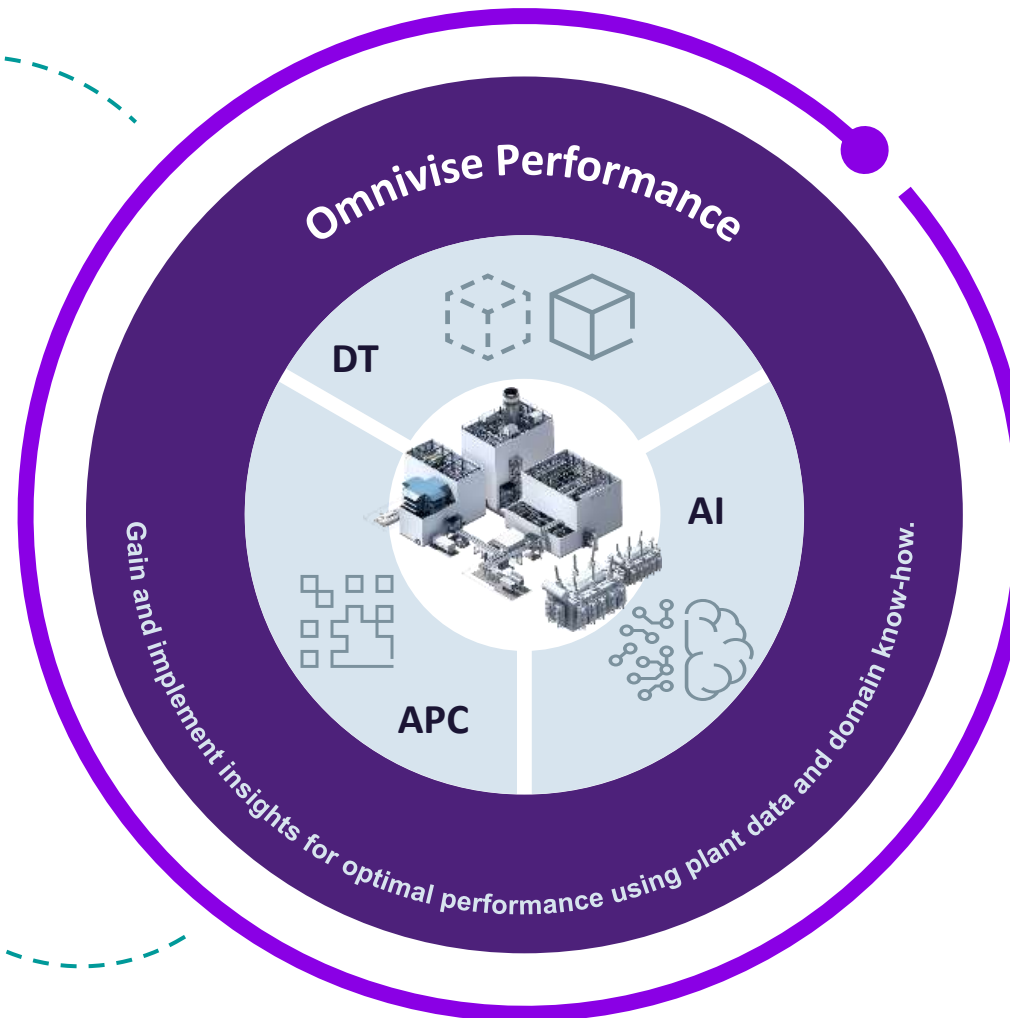 Omnivise Performance
DT
AI
APC
Gain and implement insights for optimal performance using plant data and domain know-how.